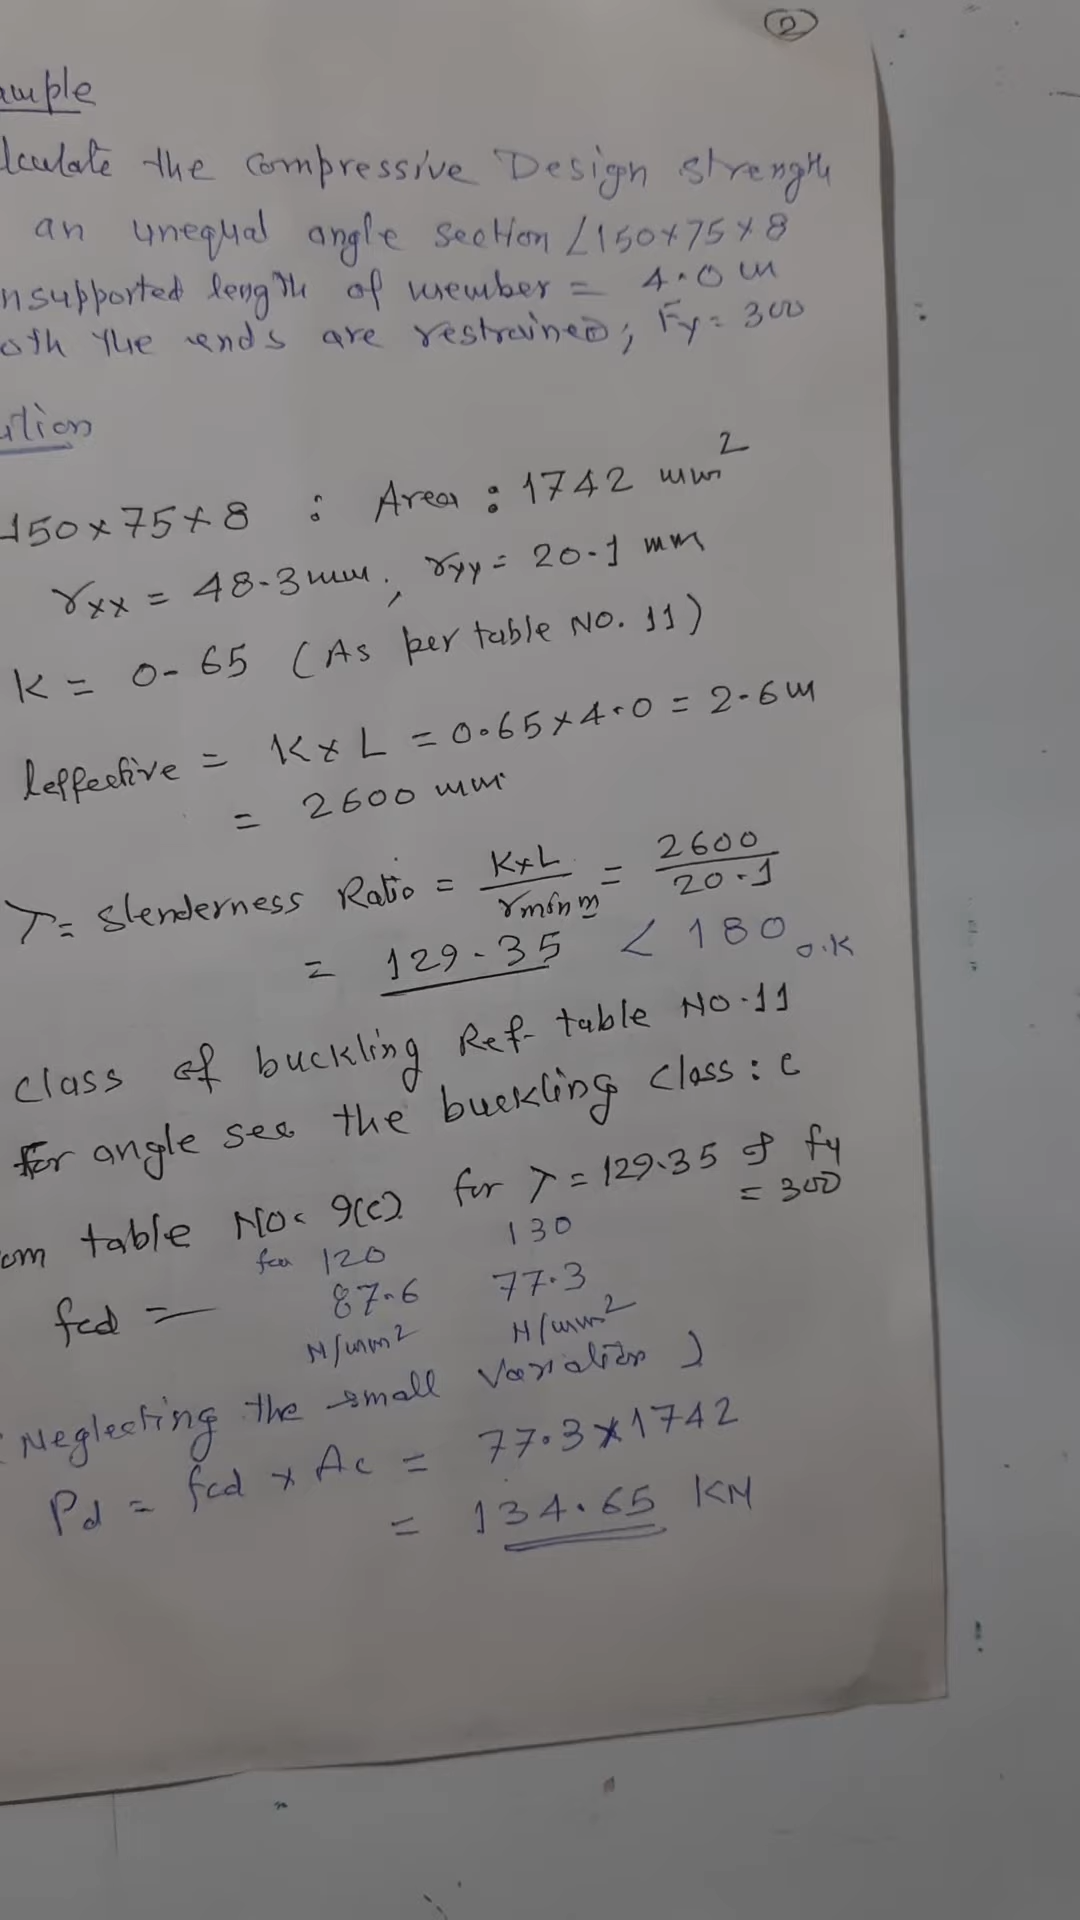 2
ample
lculate the compressive Design strength
an unequal angle section ∠150×75×8
nsupported length of member = 4.0 m
oth the ends are restrained; Fy = 300
ution
150×75×8 : Area : 1742 mm²
rxx = 48.3 mm, ryy = 20.1 mm
K = 0.65 (As per table No. 11)
leffective = K×L = 0.65×4.0 = 2.6 m
= 2600 mm
λ = Slenderness Ratio = K×L/rminm = 2600/20.1
= 129.35 < 180 O.K
Class of buckling Ref- table No.11
For angle see the buckling class : c
om table No. 9(c) for λ = 129.35 & fy = 300
for 120 130
fcd = 87.6 77.3
N/mm² N/mm²
(Neglecting the small variation)
Pd = fcd × Ac = 77.3×1742
= 134.65 KN